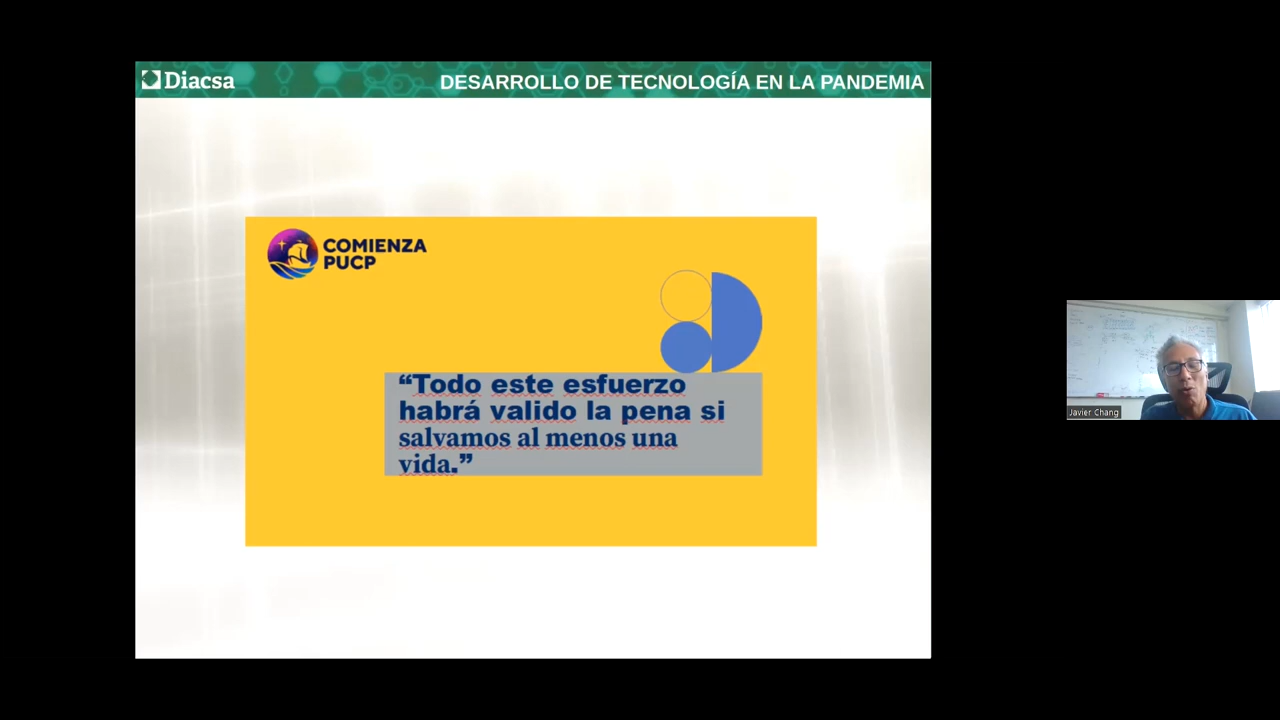 Diacsa
DESARROLLO DE TECNOLOGÍA EN LA PANDEMIA
COMIENZA
PUCP
“Todo este esfuerzo
habrá valido la pena si
salvamos al menos una
vida.”
Javier Chang